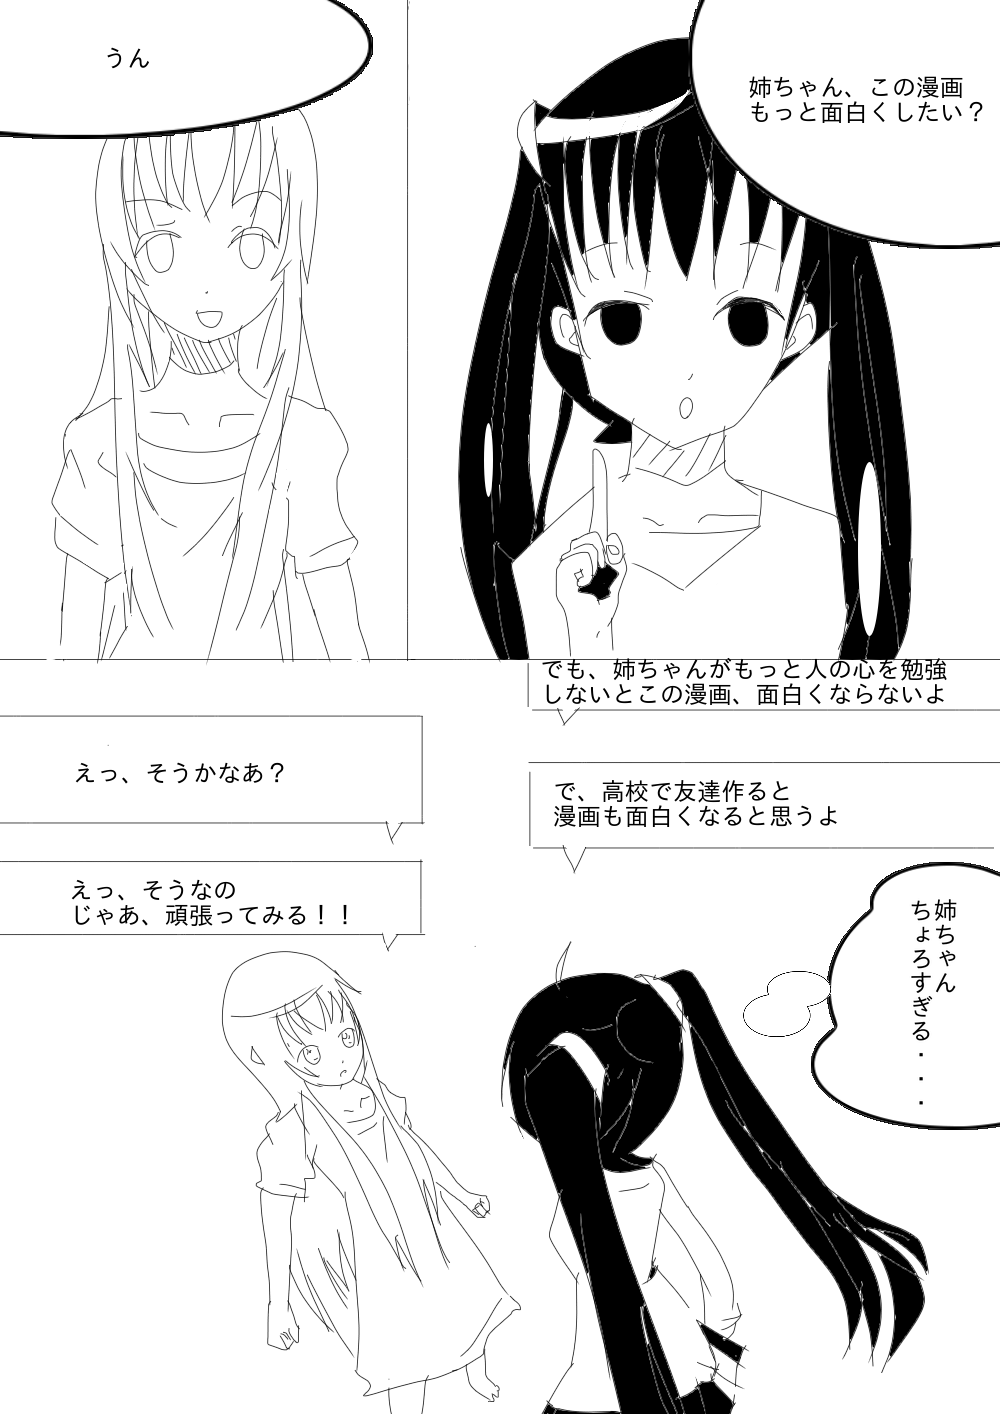 姉ちゃん、この漫画
もっと面白くしたい？
うん
でも、姉ちゃんがもっと人の心を勉強
しないとこの漫画、面白くならないよ
えっ、そうかなあ？
で、高校で友達作ると
漫画も面白くなると思うよ
えっ、そうなの
じゃあ、頑張ってみる！！
姉ちゃん
ちょろすぎる・・・